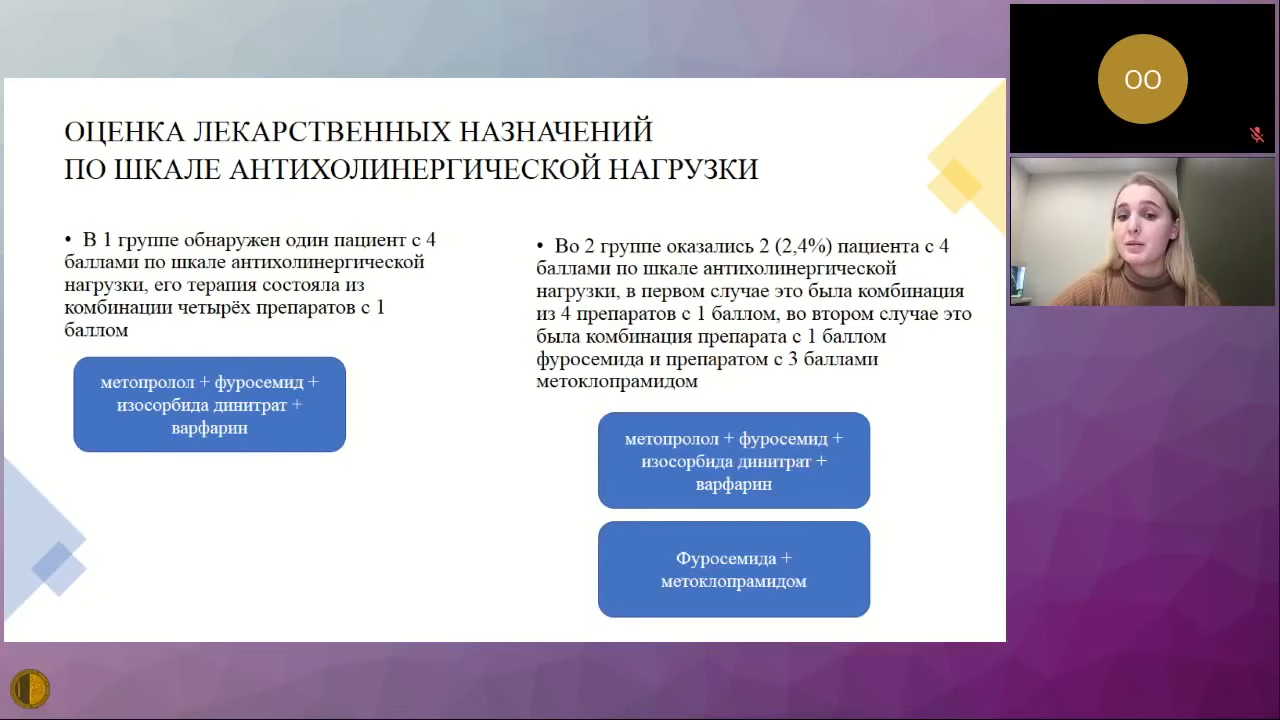 ОЦЕНКА ЛЕКАРСТВЕННЫХ НАЗНАЧЕНИЙ
ПО ШКАЛЕ АНТИХОЛИНЕРГИЧЕСКОЙ НАГРУЗКИ
• В 1 группе обнаружен один пациент с 4
баллами по шкале антихолинергической
нагрузки, его терапия состояла из
комбинации четырёх препаратов с 1
баллом
метопролол + фуросемид +
изосорбида динитрат +
варфарин
• Во 2 группе оказались 2 (2,4%) пациента с 4
баллами по шкале антихолинергической
нагрузки, в первом случае это была комбинация
из 4 препаратов с 1 баллом, во втором случае это
была комбинация препарата с 1 баллом
фуросемида и препаратом с 3 баллами
метоклопрамидом
метопролол + фуросемид +
изосорбида динитрат +
варфарин
Фуросемида +
метоклопрамидом
ОО